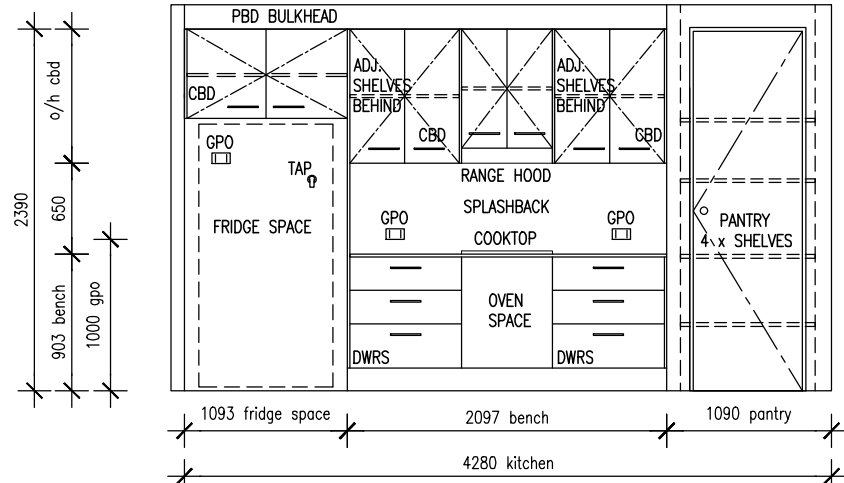 PBD BULKHEAD
ADJ.
SHELVES
BEHIND
ADJ.
SHELVES
BEHIND
CBD
CBD
CBD
GPO
TAP
RANGE HOOD
SPLASHBACK
GPO
GPO
COOKTOP
FRIDGE SPACE
PANTRY
4 x SHELVES
OVEN
SPACE
DWRS
DWRS
2390
o/h cbd
650
903 bench
1000 gpo
1093 fridge space
2097 bench
1090 pantry
4280 kitchen